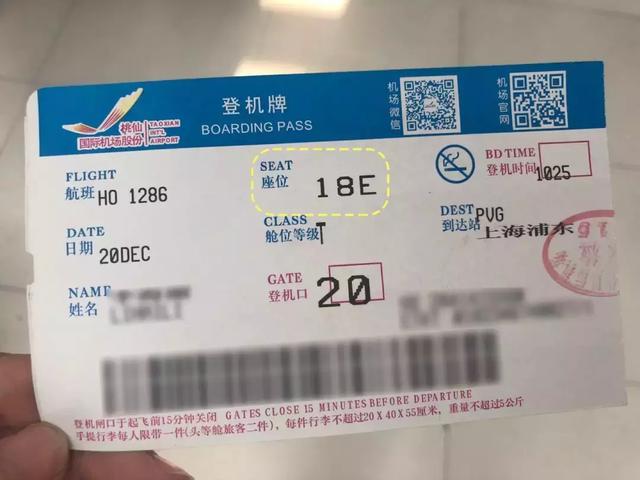 桃仙
国际机场股份
TAOXIAN
INT'L
AIRPORT
登机牌
BOARDING PASS
机场微信
机场官网
FLIGHT
航班 HO 1286
SEAT
座位 18E
BD TIME
登机时间 1025
DATE
日期 20DEC
CLASS
舱位等级 T
DEST PVG
到达站 上海浦东
NAME
姓名
GATE
登机口 20
登机闸口于起飞前15分钟关闭 GATES CLOSE 15 MINUTES BEFORE DEPARTURE
手提行李每人限带一件(头等舱旅客二件)，每件行李不超过20X40X55厘米，重量不超过5公斤